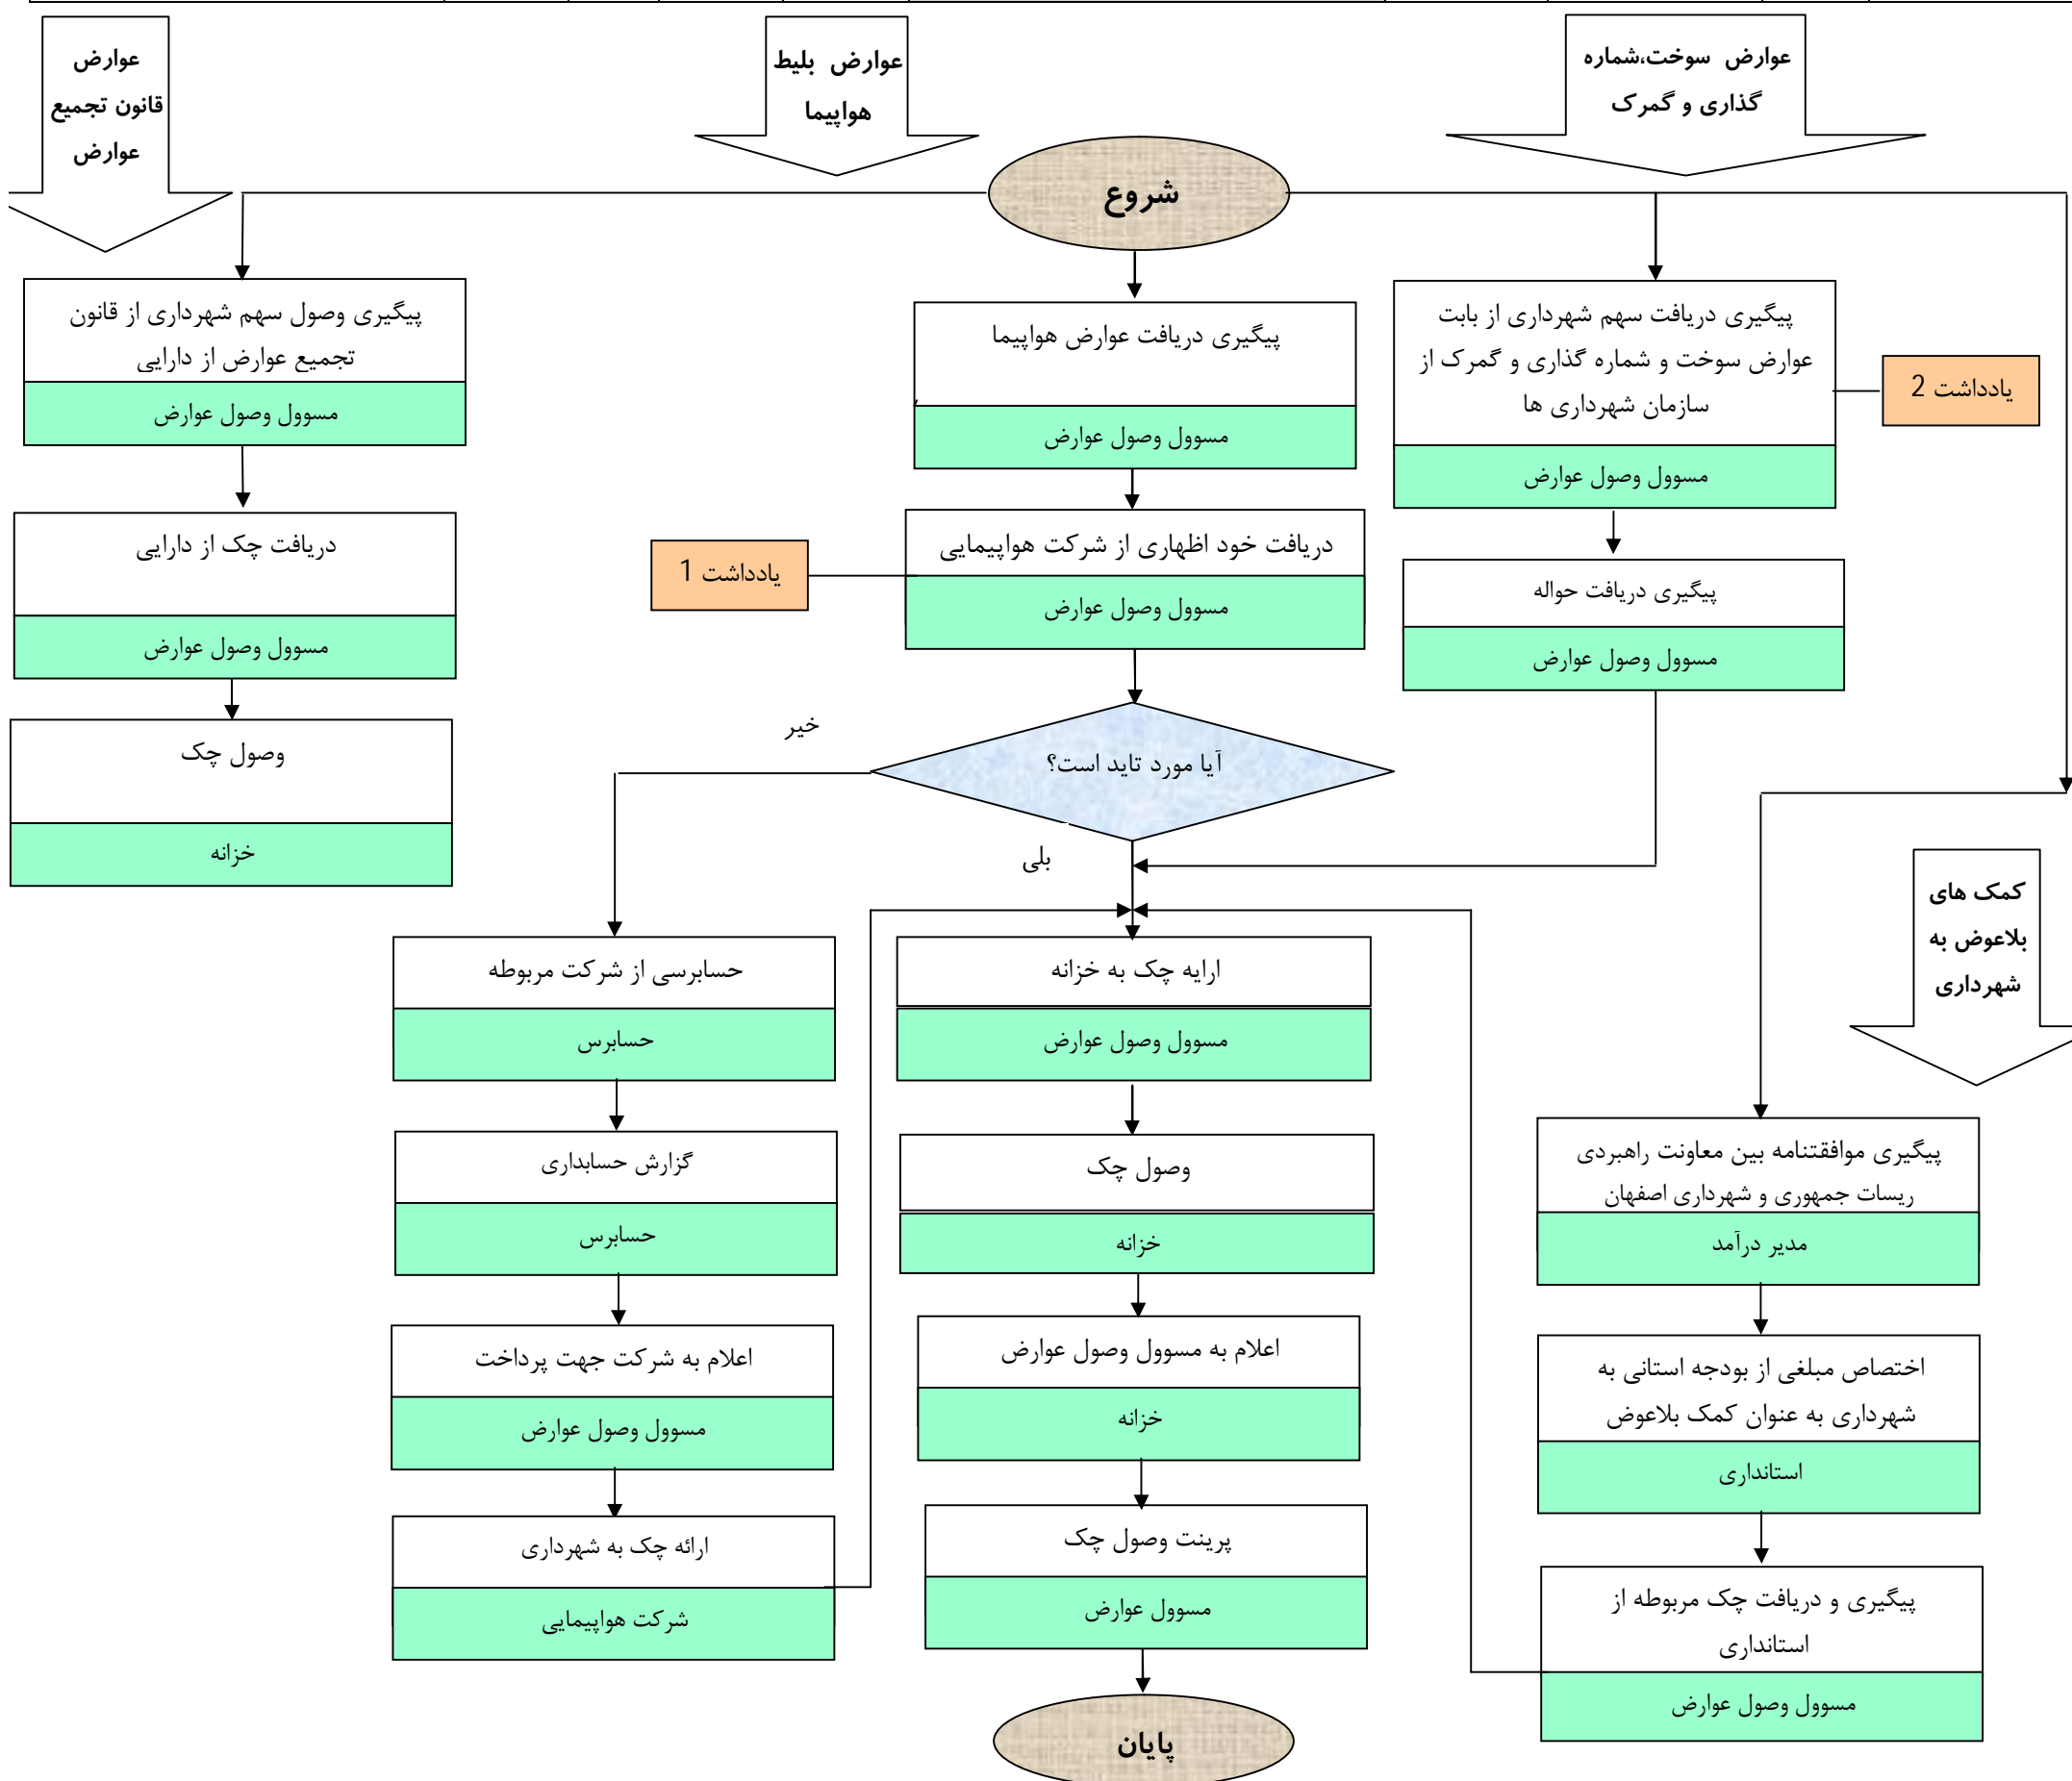 عوارض سوخت،شماره
گذاری و گمرک
عوارض بلیط
هواپیما
عوارض
قانون تجمیع
عوارض
شروع
پیگیری دریافت سهم شهرداری از بابت
عوارض سوخت و شماره گذاری و گمرک از
سازمان شهرداری ها
مسوول وصول عوارض
یادداشت 2
پیگیری دریافت حواله
مسوول وصول عوارض
پیگیری دریافت عوارض هواپیما
مسوول وصول عوارض
دریافت خود اظهاری از شرکت هواپیمایی
مسوول وصول عوارض
یادداشت 1
پیگیری وصول سهم شهرداری از قانون
تجمیع عوارض از دارایی
مسوول وصول عوارض
دریافت چک از دارایی
مسوول وصول عوارض
وصول چک
خزانه
آیا مورد تاید است؟
خیر
بلی
کمک های
بلاعوض به
شهرداری
پیگیری موافقتنامه بین معاونت راهبردی
ریسات جمهوری و شهرداری اصفهان
مدیر درآمد
اختصاص مبلغی از بودجه استانی به
شهرداری به عنوان کمک بلاعوض
استانداری
پیگیری و دریافت چک مربوطه از
استانداری
مسوول وصول عوارض
ارایه چک به خزانه
مسوول وصول عوارض
وصول چک
خزانه
اعلام به مسوول وصول عوارض
خزانه
پرینت وصول چک
مسوول عوارض
حسابرسی از شرکت مربوطه
حسابرس
گزارش حسابداری
حسابرس
اعلام به شرکت جهت پرداخت
مسوول وصول عوارض
ارائه چک به شهرداری
شرکت هواپیمایی
پایان